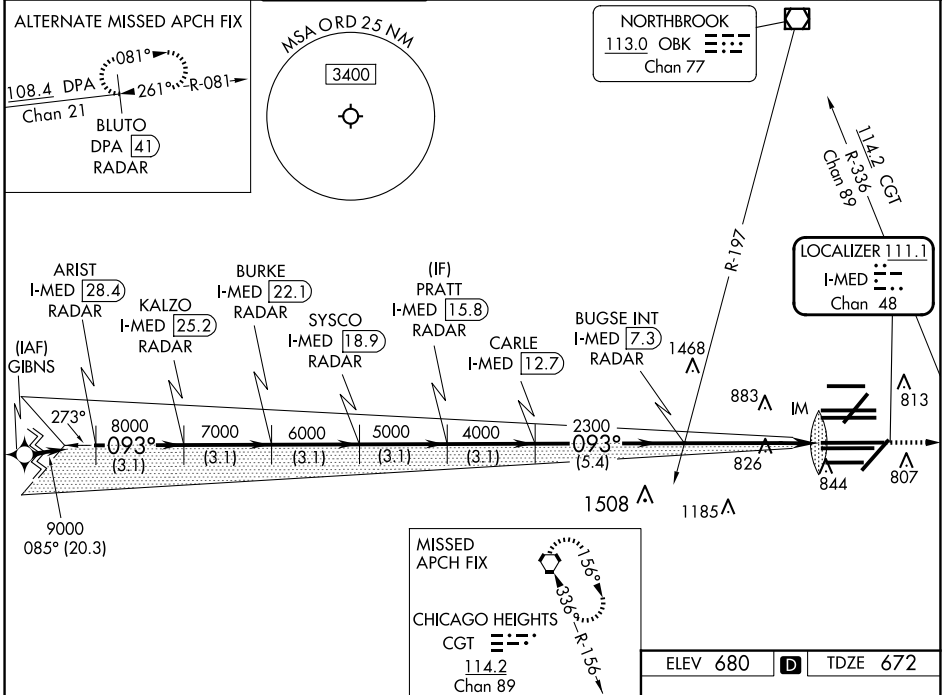 ALTERNATE MISSED APCH FIX
081°
108.4 DPA
261°
R-081
Chan 21
BLUTO
DPA 41
RADAR
MSA ORD 25 NM
3400
NORTHBROOK
113.0 OBK
Chan 77
114.2 CGT
R-336
Chan 89
R-197
LOCALIZER 111.1
I-MED
Chan 48
ARIST
I-MED 28.4
RADAR
KALZO
I-MED 25.2
RADAR
BURKE
I-MED 22.1
RADAR
SYSCO
I-MED 18.9
RADAR
(IF)
PRATT
I-MED 15.8
RADAR
CARLE
I-MED 12.7
BUGSE INT
I-MED 7.3
RADAR
1468
(IAF)
GIBNS
883
IM
813
273°
8000
093°
(3.1)
7000
(3.1)
6000
(3.1)
5000
(3.1)
4000
(3.1)
2300
093°
(5.4)
826
844
807
1508
1185
9000
085° (20.3)
MISSED
APCH FIX
156°
336°
R-156
CHICAGO HEIGHTS
CGT
114.2
Chan 89
ELEV 680
D
TDZE 672